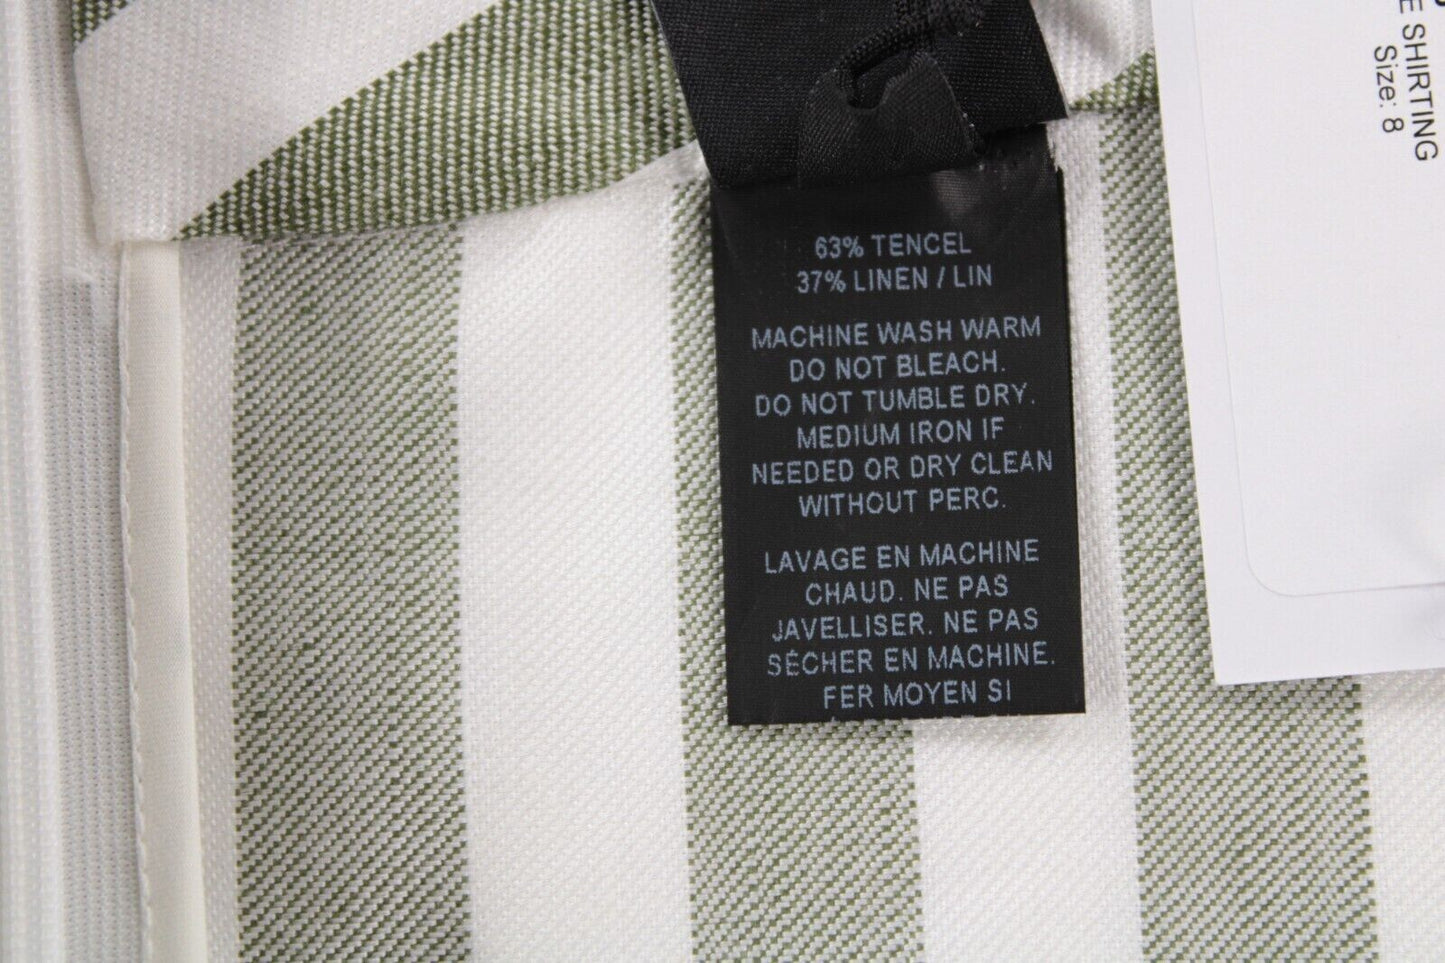 63% TENCEL
37% LINEN / LIN
MACHINE WASH WARM
DO NOT BLEACH.
DO NOT TUMBLE DRY.
MEDIUM IRON IF
NEEDED OR DRY CLEAN
WITHOUT PERC.
LAVAGE EN MACHINE
CHAUD. NE PAS
JAVELLISER. NE PAS
SÉCHER EN MACHINE.
FER MOYEN SI
SHIRTING
Size: 8